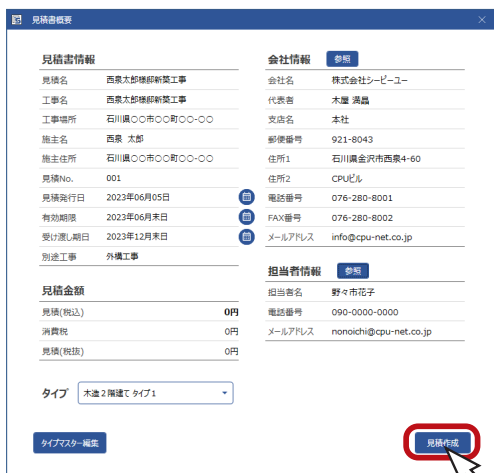 見積書概要
見積書情報
見積名 西泉太郎様邸新築工事
工事名 西泉太郎様邸新築工事
工事場所 石川県〇〇市〇〇町〇〇-〇〇
施主名 西泉 太郎
施主住所 石川県〇〇市〇〇町〇〇-〇〇
見積No. 001
見積発行日 2023年06月05日
有効期限 2023年06月末日
受け渡し期日 2023年12月末日
別途工事 外構工事
見積金額
見積(税込) 0円
消費税 0円
見積(税抜) 0円
タイプ 木造2階建て タイプ1
タイプマスター編集
会社情報 参照
会社名 株式会社シーピーユー
代表者 木屋 満晶
支店名 本社
郵便番号 921-8043
住所1 石川県金沢市西泉4-60
住所2 CPUビル
電話番号 076-280-8001
FAX番号 076-280-8002
メールアドレス info@cpu-net.co.jp
担当者情報 参照
担当者名 野々市花子
電話番号 090-0000-0000
メールアドレス nonoichi@cpu-net.co.jp
見積作成